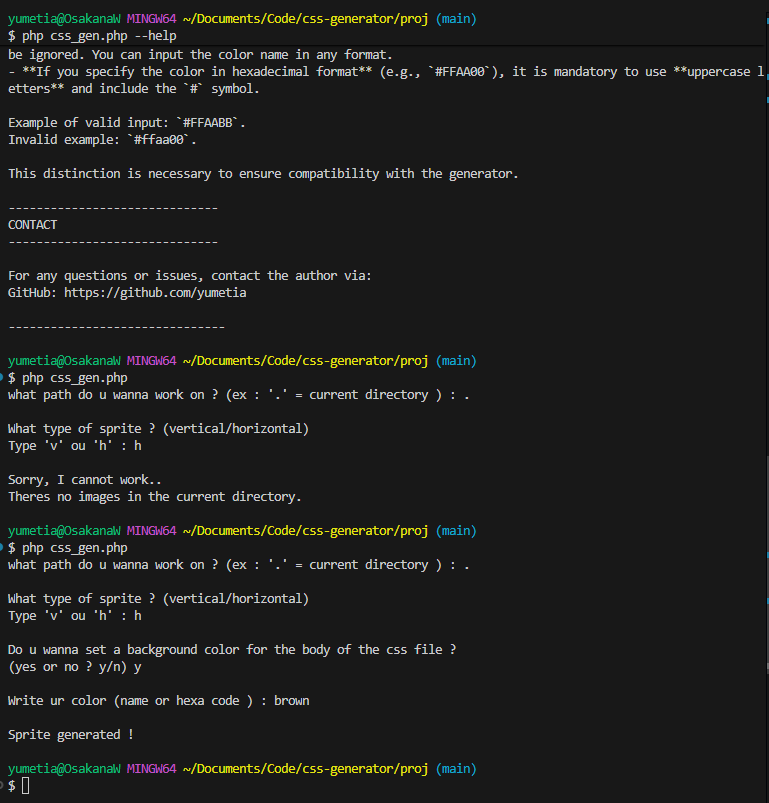 yumetia@OsakanaW MINGW64 ~/Documents/Code/css-generator/proj (main)
$ php css_gen.php --help
be ignored. You can input the color name in any format.
- **If you specify the color in hexadecimal format** (e.g., `#FFAA00`), it is mandatory to use **uppercase l
etters** and include the `#` symbol.
Example of valid input: `#FFAABB`.
Invalid example: `#ffaa00`.
This distinction is necessary to ensure compatibility with the generator.
------------------------------
CONTACT
------------------------------
For any questions or issues, contact the author via:
GitHub: https://github.com/yumetia
-------------------------------
yumetia@OsakanaW MINGW64 ~/Documents/Code/css-generator/proj (main)
$ php css_gen.php
what path do u wanna work on ? (ex : '.' = current directory ) : .
What type of sprite ? (vertical/horizontal)
Type 'v' ou 'h' : h
Sorry, I cannot work..
Theres no images in the current directory.
yumetia@OsakanaW MINGW64 ~/Documents/Code/css-generator/proj (main)
$ php css_gen.php
what path do u wanna work on ? (ex : '.' = current directory ) : .
What type of sprite ? (vertical/horizontal)
Type 'v' ou 'h' : h
Do u wanna set a background color for the body of the css file ?
(yes or no ? y/n) y
Write ur color (name or hexa code ) : brown
Sprite generated !
yumetia@OsakanaW MINGW64 ~/Documents/Code/css-generator/proj (main)
$